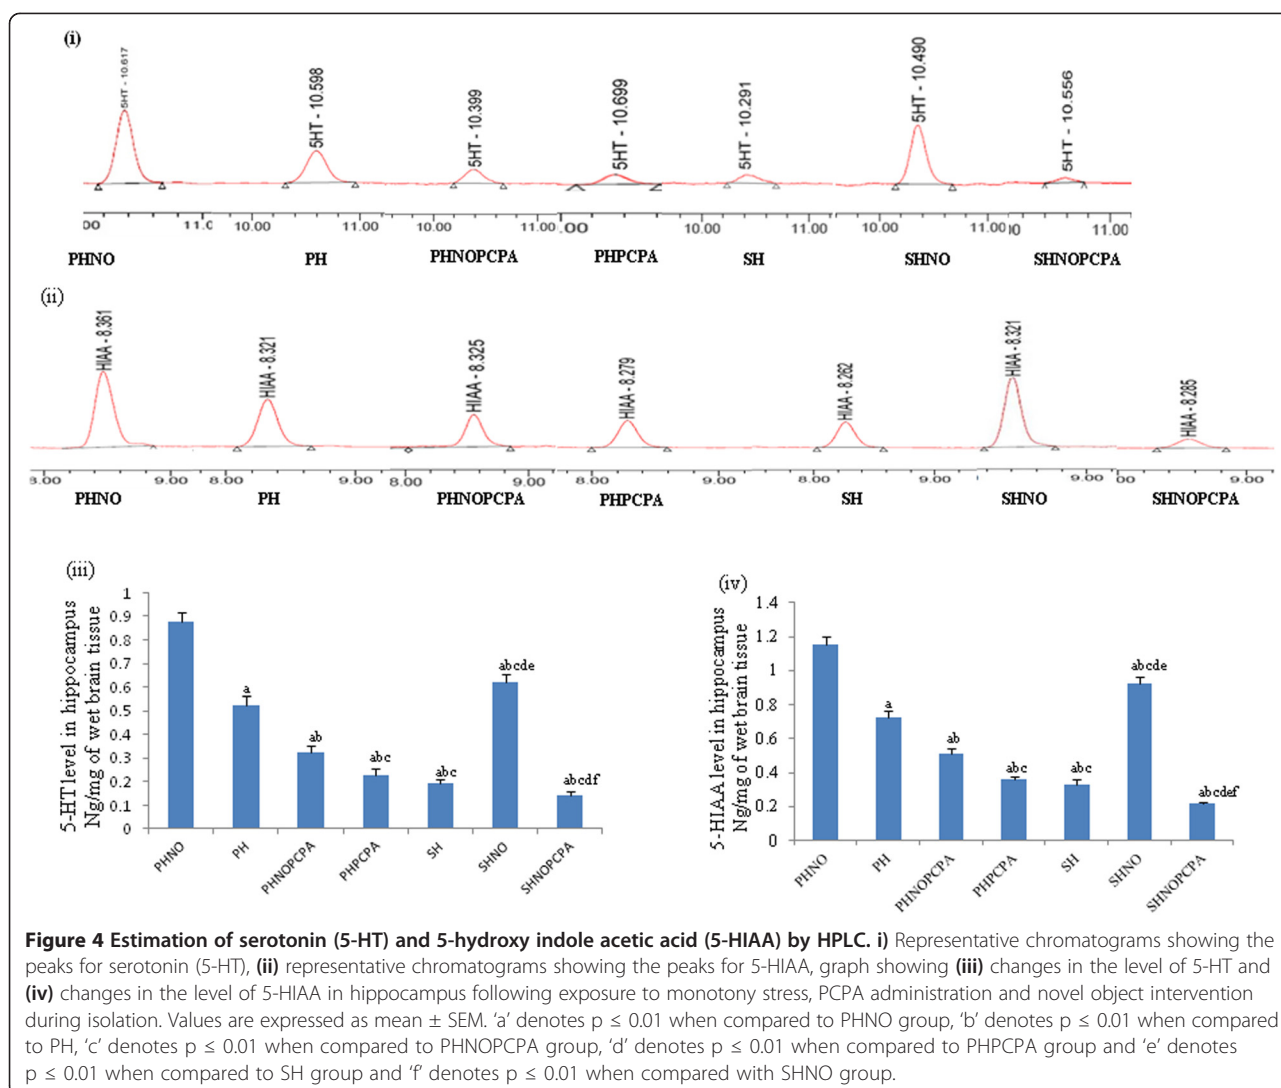 (i)
5HT - 10.617
5HT - 10.598
5HT - 10.399
5HT - 10.699
5HT - 10.291
5HT - 10.490
5HT - 10.556
00 11.0 10.00 11.00 10.00 11.00 .00 10.00 11.00 10.00 11.00 )0 11.00
PHNO PH PHNOPCPA PHPCPA SH SHNO SHNOPCPA
(ii)
HIAA - 8.361
HIAA - 8.321
HIAA - 8.325
HIAA - 8.279
HIAA - 8.262
HIAA - 8.321
HIAA - 8.285
8.00 9.00 8.00 9.00 8.00 9.00 8.00 9.00 8.00 9.00 9.00 .00 9.00
PHNO PH PHNOPCPA PHPCPA SH SHNO SHNOPCPA
(iii)
5-HT level in hippocampus
Ng/mg of wet brain tissue
1
0.9
0.8
0.7
0.6
0.5
0.4
0.3
0.2
0.1
0
a
ab
abc
abc
abcde
abcdf
PHNO
PH
PHNOPCPA
PHPCPA
SH
SHNO
SHNOPCPA
(iv)
5-HIAA level in hippocampus
Ng/mg of wet brain tissue
1.4
1.2
1
0.8
0.6
0.4
0.2
0
a
ab
abc
abc
abcde
abcdef
PHNO
PH
PHNOPCPA
PHPCPA
SH
SHNO
SHNOPCPA
Figure 4 Estimation of serotonin (5-HT) and 5-hydroxy indole acetic acid (5-HIAA) by HPLC. i) Representative chromatograms showing the
peaks for serotonin (5-HT), (ii) representative chromatograms showing the peaks for 5-HIAA, graph showing (iii) changes in the level of 5-HT and
(iv) changes in the level of 5-HIAA in hippocampus following exposure to monotony stress, PCPA administration and novel object intervention
during isolation. Values are expressed as mean ± SEM. 'a' denotes p ≤ 0.01 when compared to PHNO group, 'b' denotes p ≤ 0.01 when compared
to PH, 'c' denotes p ≤ 0.01 when compared to PHNOPCPA group, 'd' denotes p ≤ 0.01 when compared to PHPCPA group and 'e' denotes
p ≤ 0.01 when compared to SH group and 'f' denotes p ≤ 0.01 when compared with SHNO group.